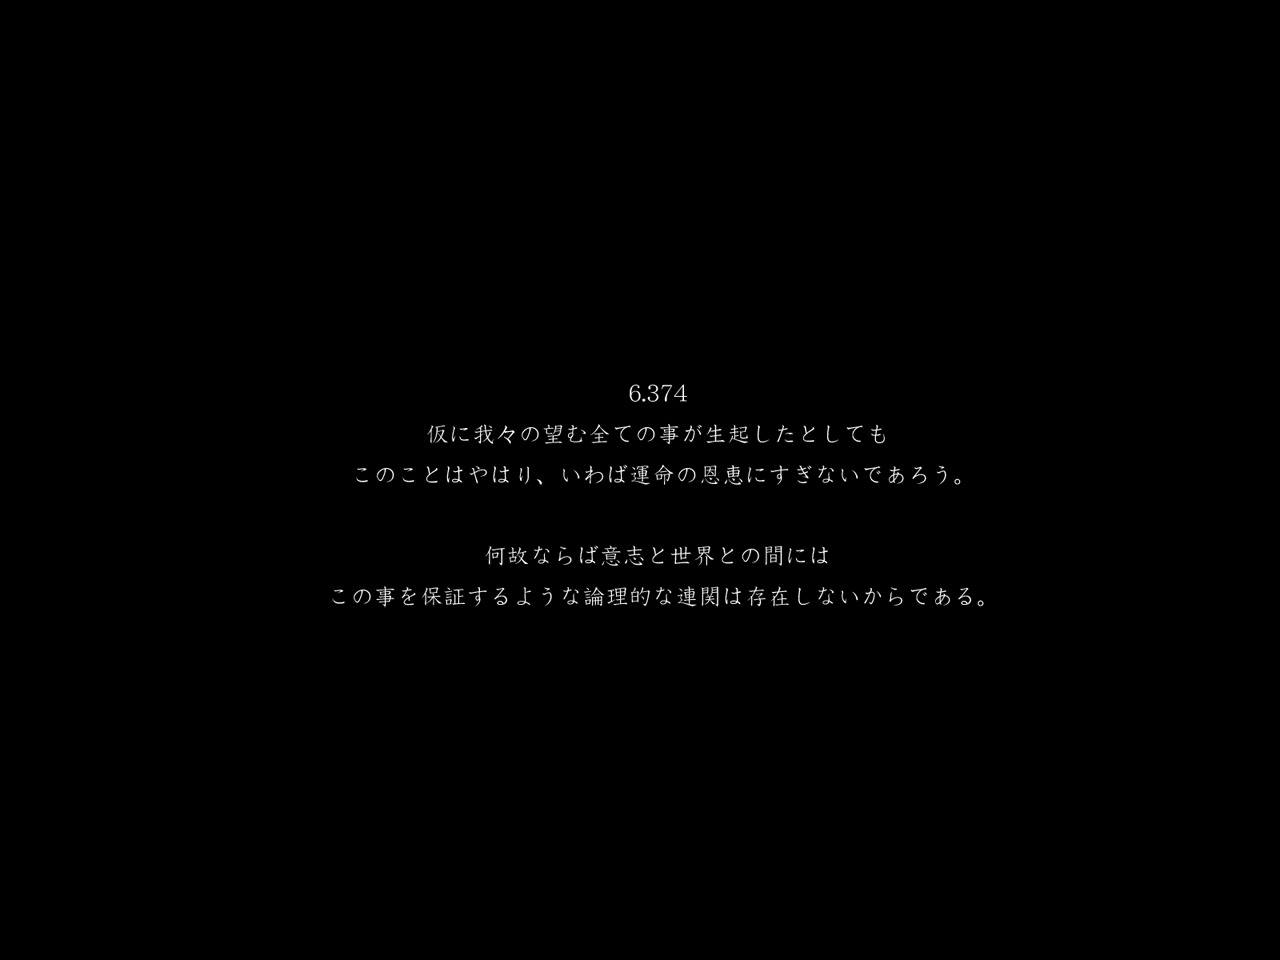 6.374
仮に我々の望む全ての事が生起したとしても
このことはやはり、いわば運命の恩恵にすぎないであろう。
何故ならば意志と世界との間には
この事を保証するような論理的な連関は存在しないからである。